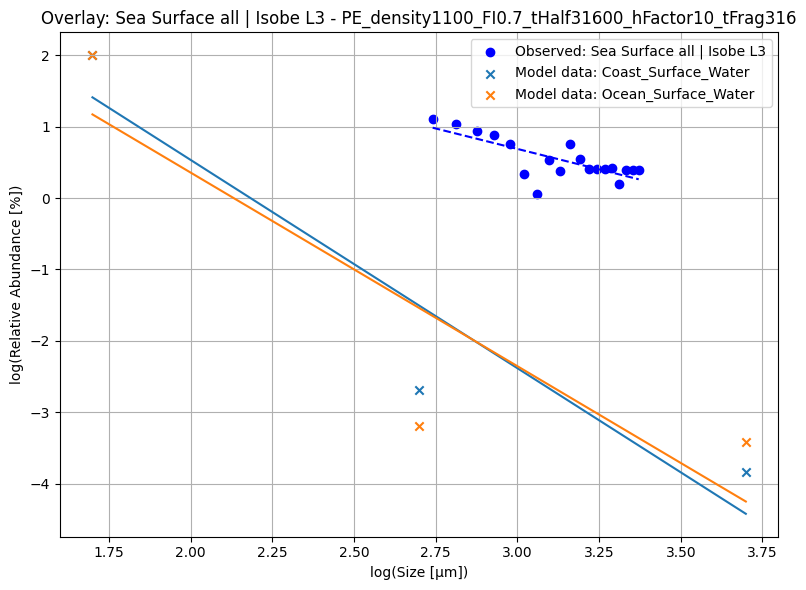 Overlay: Sea Surface all | Isobe L3 - PE_density1100_FI0.7_tHalf31600_hFactor10_tFrag316
Observed: Sea Surface all | Isobe L3
Model data: Coast_Surface_Water
Model data: Ocean_Surface_Water
log(Relative Abundance [%])
2
1
0
−1
−2
−3
−4
1.75 2.00 2.25 2.50 2.75 3.00 3.25 3.50 3.75
log(Size [μm])